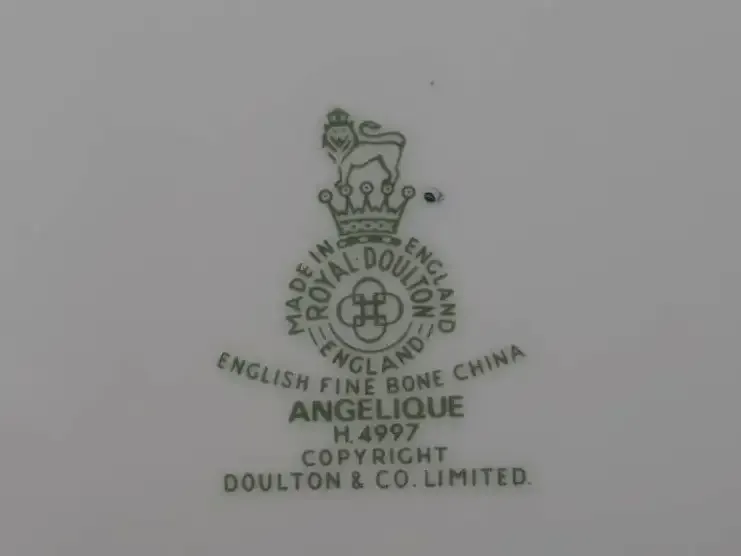 MADE IN ENGLAND
ROYAL DOULTON
ENGLAND
ENGLISH FINE BONE CHINA
ANGELIQUE
H.4997
COPYRIGHT
DOULTON & CO. LIMITED.